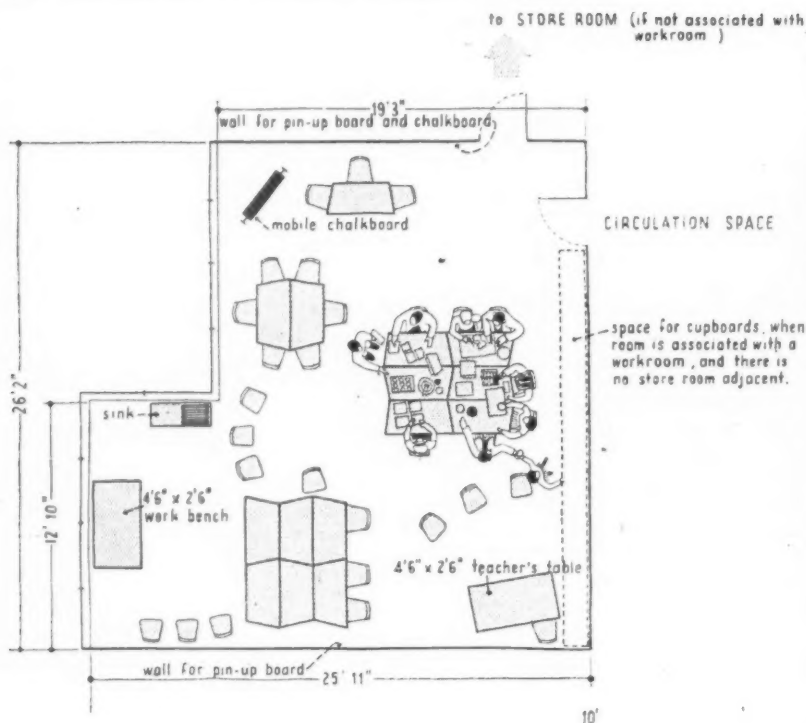 to STORE ROOM (if not associated with
workroom )
19'3"
wall for pin-up board and chalkboard
mobile chalkboard
CIRCULATION SPACE
space for cupboards, when
room is associated with a
workroom, and there is
no store room adjacent.
26'2"
sink
12' 10"
4'6" x 2'6"
work bench
4'6" x 2'6" teacher's table
wall for pin-up board
25' 11"
10'